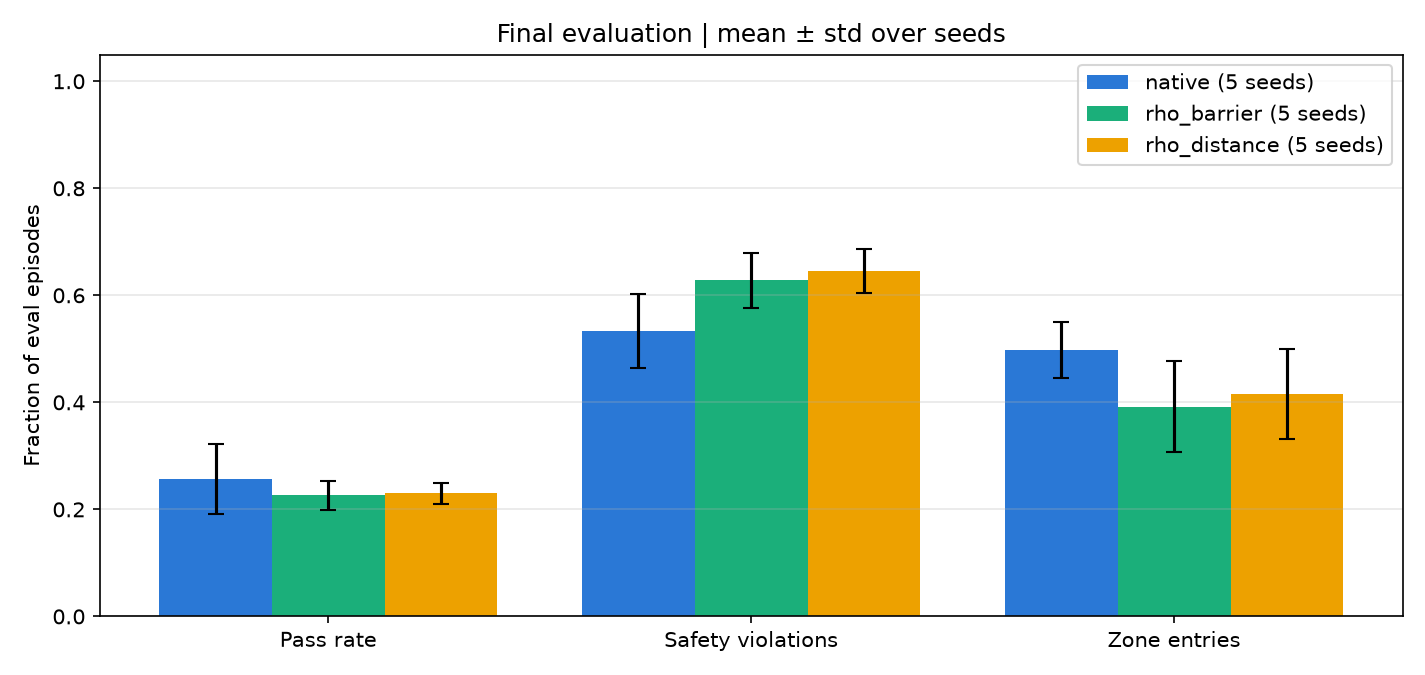 Final evaluation | mean ± std over seeds
native (5 seeds)
rho_barrier (5 seeds)
rho_distance (5 seeds)
Fraction of eval episodes
1.0
0.8
0.6
0.4
0.2
0.0
Pass rate
Safety violations
Zone entries